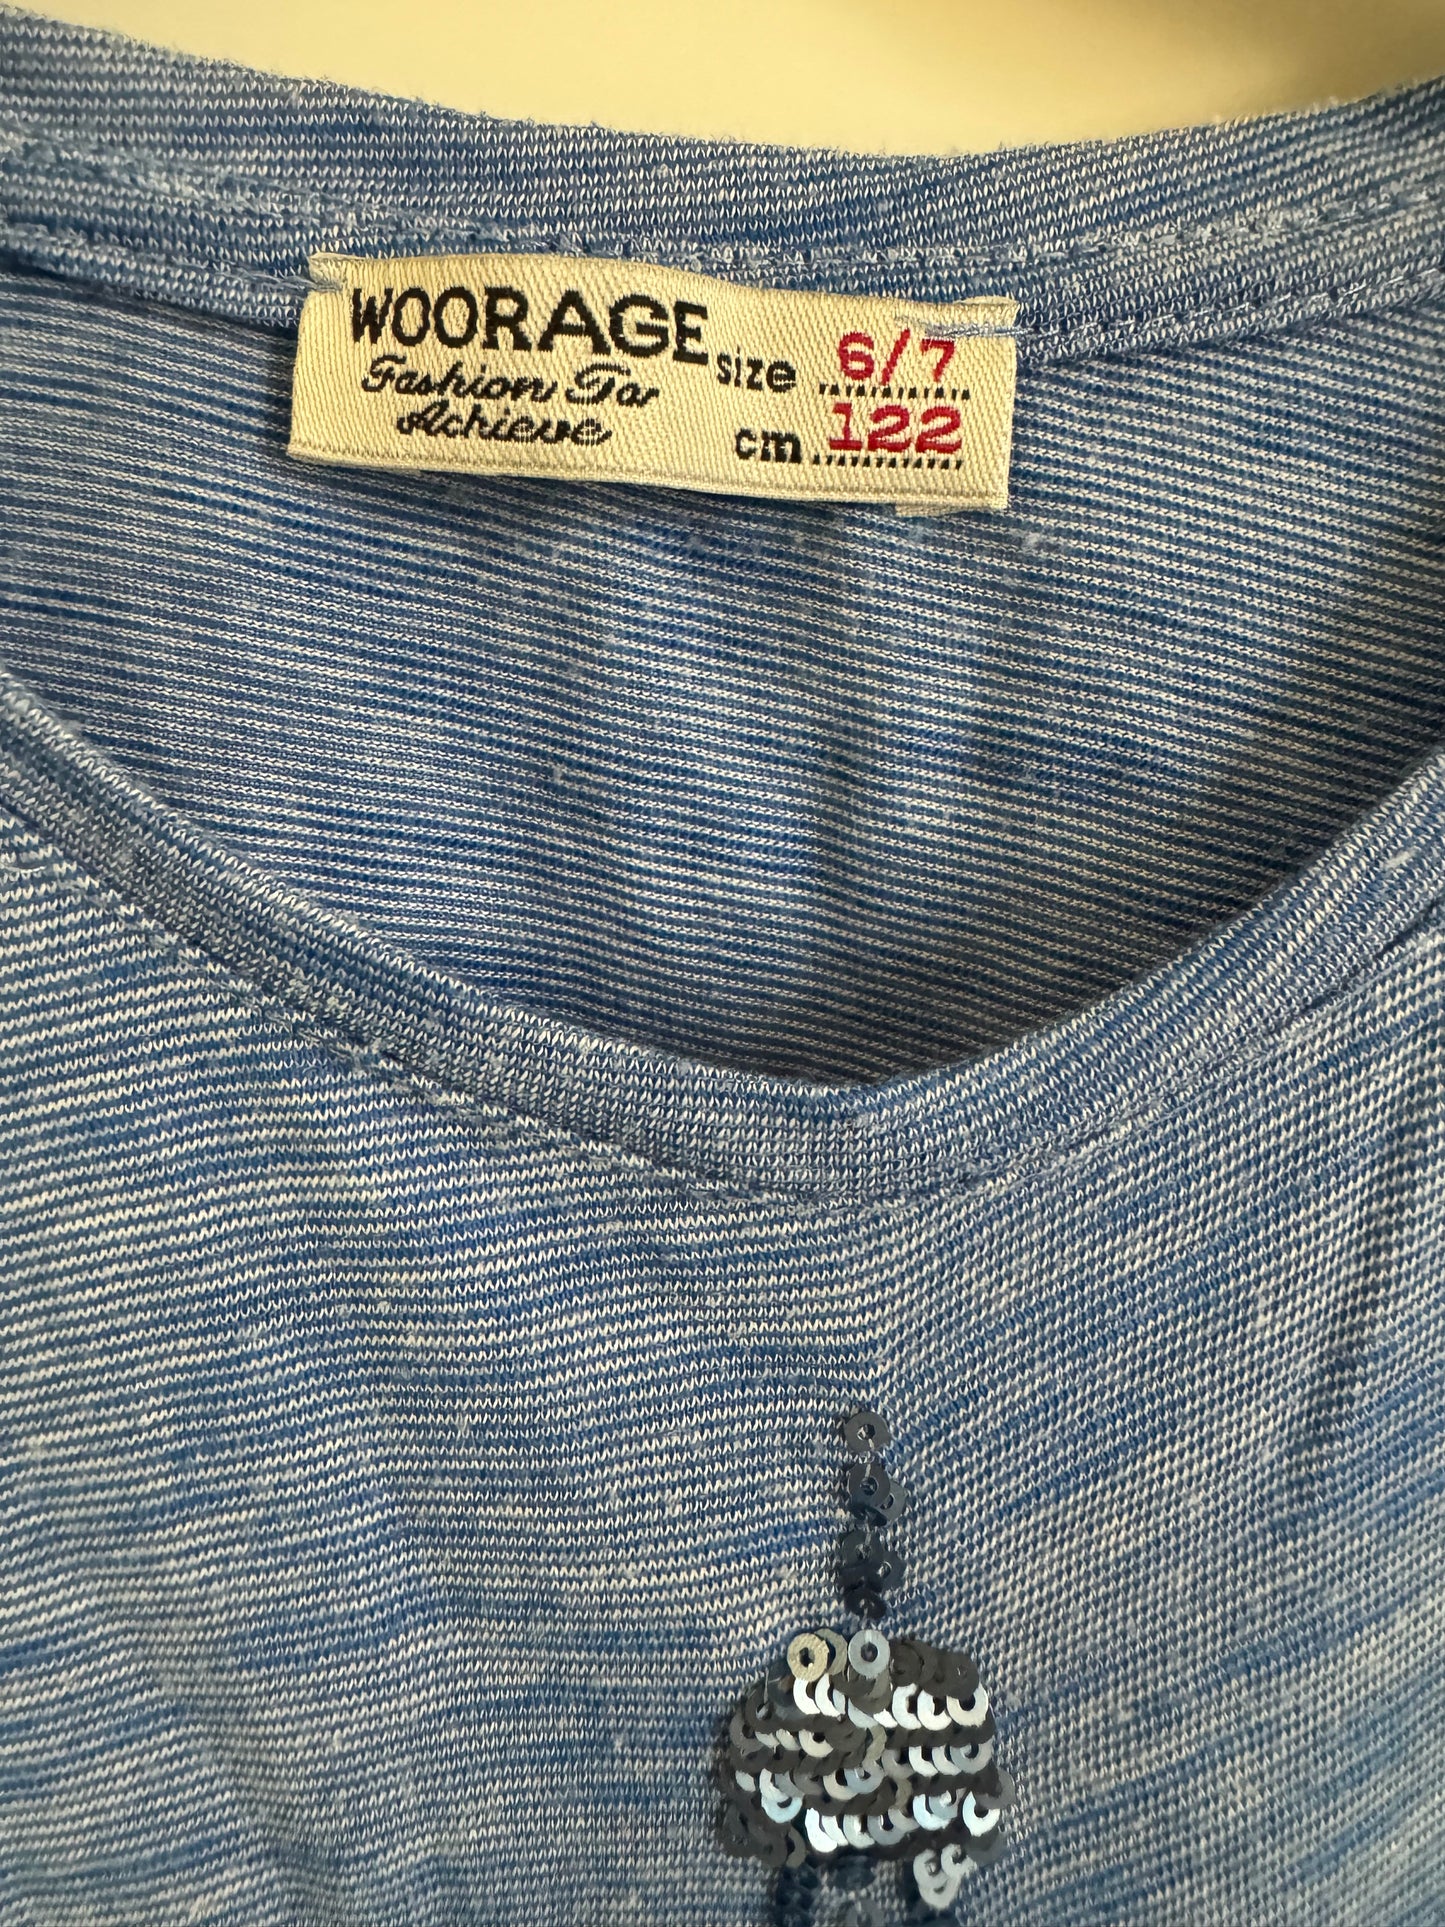 WOORAGE
Fashion For
Achieve
size 6/7
cm 122